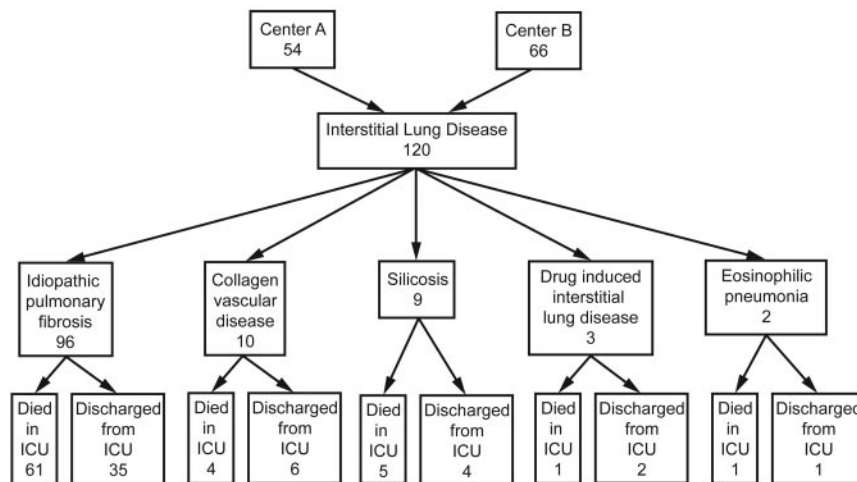 Center A
54
Center B
66
Interstitial Lung Disease
120
Idiopathic
pulmonary
fibrosis
96
Collagen
vascular
disease
10
Silicosis
9
Drug induced
interstitial
lung disease
3
Eosinophilic
pneumonia
2
Died
in
ICU
61
Discharged
from
ICU
35
Died
in
ICU
4
Discharged
from
ICU
6
Died
in
ICU
5
Discharged
from
ICU
4
Died
in
ICU
1
Discharged
from
ICU
2
Died
in
ICU
1
Discharged
from
ICU
1